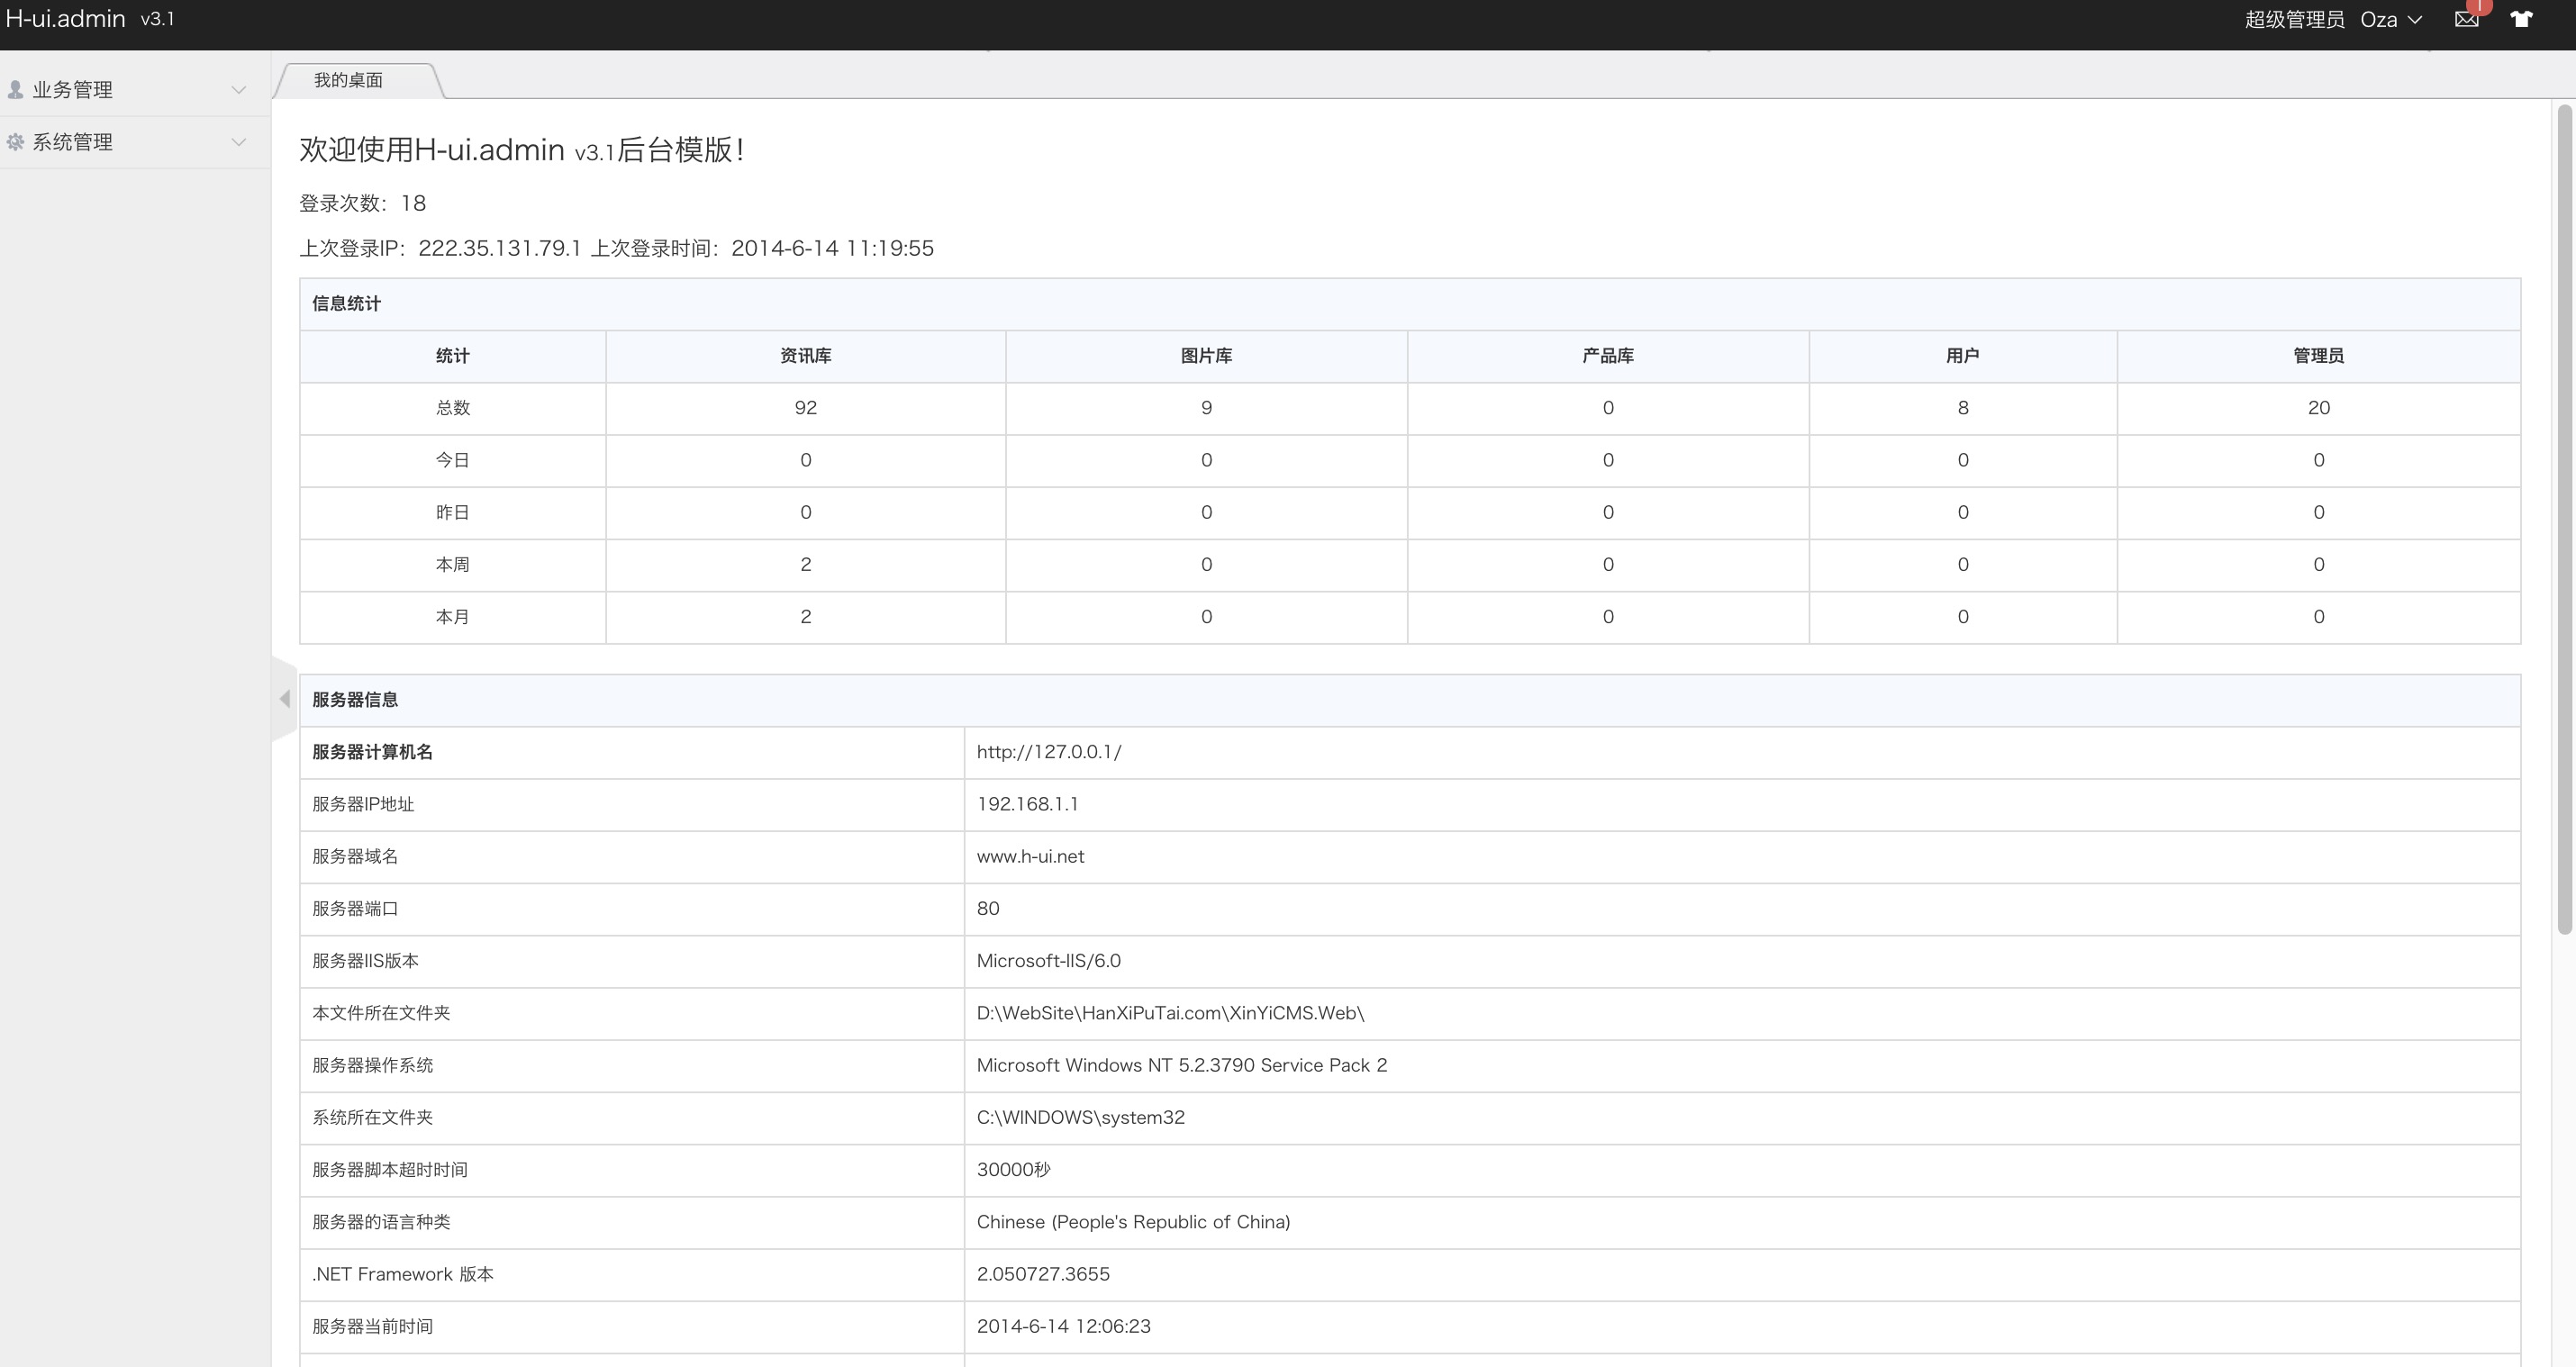 H-ui.admin v3.1
超级管理员 Oza
业务管理
系统管理
我的桌面
欢迎使用H-ui.admin v3.1后台模版！
登录次数：18
上次登录IP：222.35.131.79.1 上次登录时间：2014-6-14 11:19:55
信息统计
统计 资讯库 图片库 产品库 用户 管理员
总数 92 9 0 8 20
今日 0 0 0 0 0
昨日 0 0 0 0 0
本周 2 0 0 0 0
本月 2 0 0 0 0
服务器信息
服务器计算机名 http://127.0.0.1/
服务器IP地址 192.168.1.1
服务器域名 www.h-ui.net
服务器端口 80
服务器IIS版本 Microsoft-IIS/6.0
本文件所在文件夹 D:\WebSite\HanXiPuTai.com\XinYiCMS.Web\
服务器操作系统 Microsoft Windows NT 5.2.3790 Service Pack 2
系统所在文件夹 C:\WINDOWS\system32
服务器脚本超时时间 30000秒
服务器的语言种类 Chinese (People's Republic of China)
.NET Framework 版本 2.050727.3655
服务器当前时间 2014-6-14 12:06:23